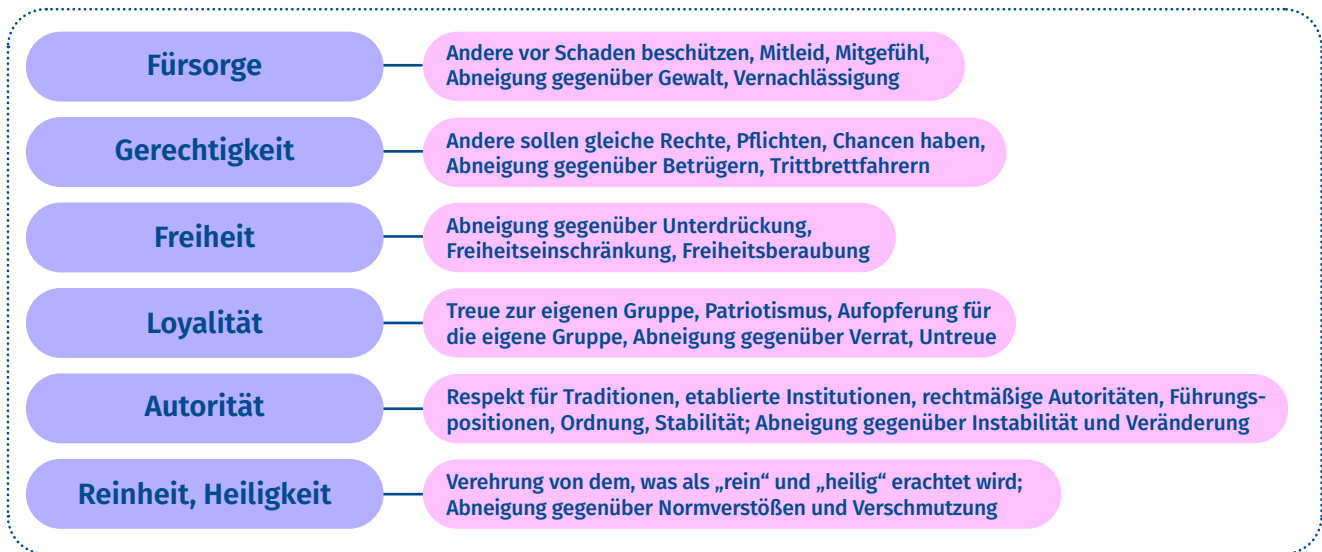 Fürsorge
Andere vor Schaden beschützen, Mitleid, Mitgefühl,
Abneigung gegenüber Gewalt, Vernachlässigung
Gerechtigkeit
Andere sollen gleiche Rechte, Pflichten, Chancen haben,
Abneigung gegenüber Betrügern, Trittbrettfahrern
Freiheit
Abneigung gegenüber Unterdrückung,
Freiheitseinschränkung, Freiheitsberaubung
Loyalität
Treue zur eigenen Gruppe, Patriotismus, Aufopferung für
die eigene Gruppe, Abneigung gegenüber Verrat, Untreue
Autorität
Respekt für Traditionen, etablierte Institutionen, rechtmäßige Autoritäten, Führungs-
positionen, Ordnung, Stabilität; Abneigung gegenüber Instabilität und Veränderung
Reinheit, Heiligkeit
Verehrung von dem, was als „rein“ und „heilig“ erachtet wird;
Abneigung gegenüber Normverstößen und Verschmutzung